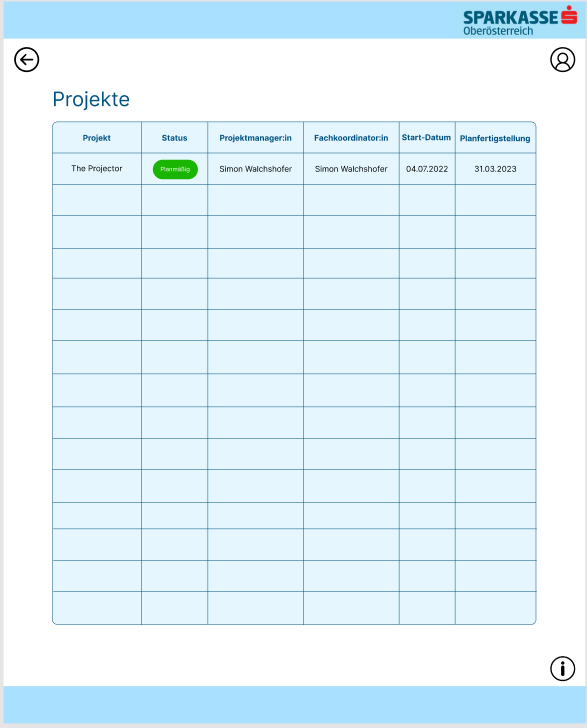 SPARKASSE
Oberösterreich
Projekte
Projekt Status Projektmanager:in Fachkoordinator:in Start-Datum Planfertigstellung
The Projector Planmäßig Simon Walchshofer Simon Walchshofer 04.07.2022 31.03.2023